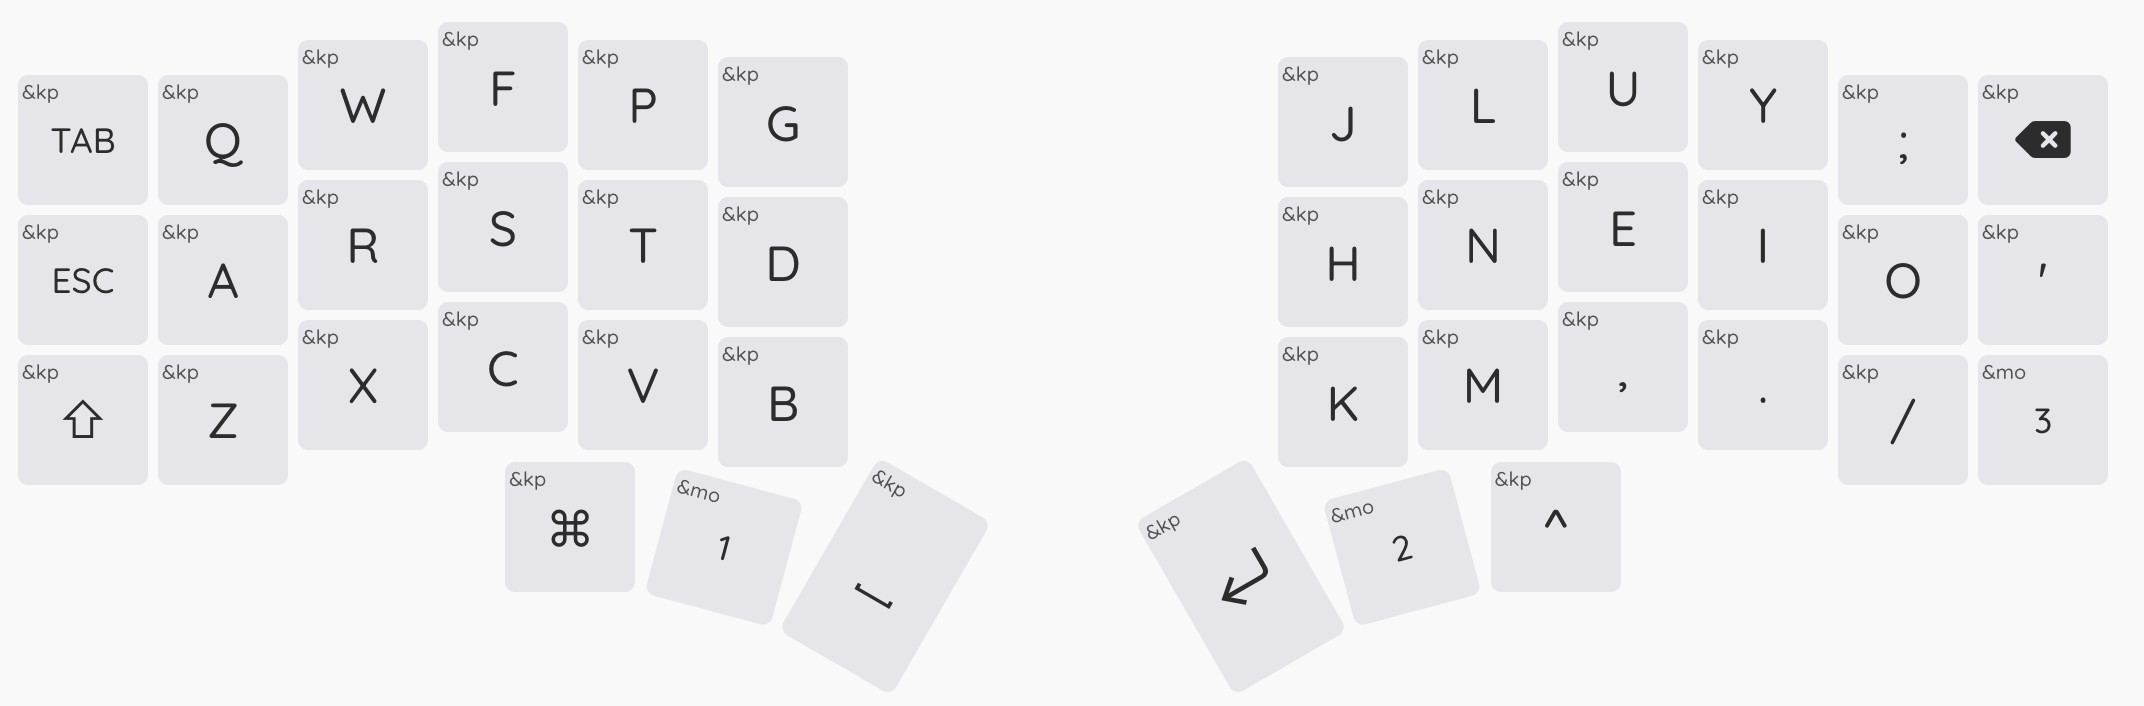 &kp &kp &kp &kp &kp &kp &kp &kp &kp &kp &kp &kp
TAB Q W F P G J L U Y ;
&kp &kp &kp &kp &kp &kp &kp &kp &kp &kp &kp &kp
ESC A R S T D H N E I O '
&kp &kp &kp &kp &kp &kp &kp &kp &kp &kp &kp &mo
⇧ Z X C V B K M , . / 3
&kp &mo &kp &kp &mo &kp
⌘ 1 ⎵ ↵ 2 ^